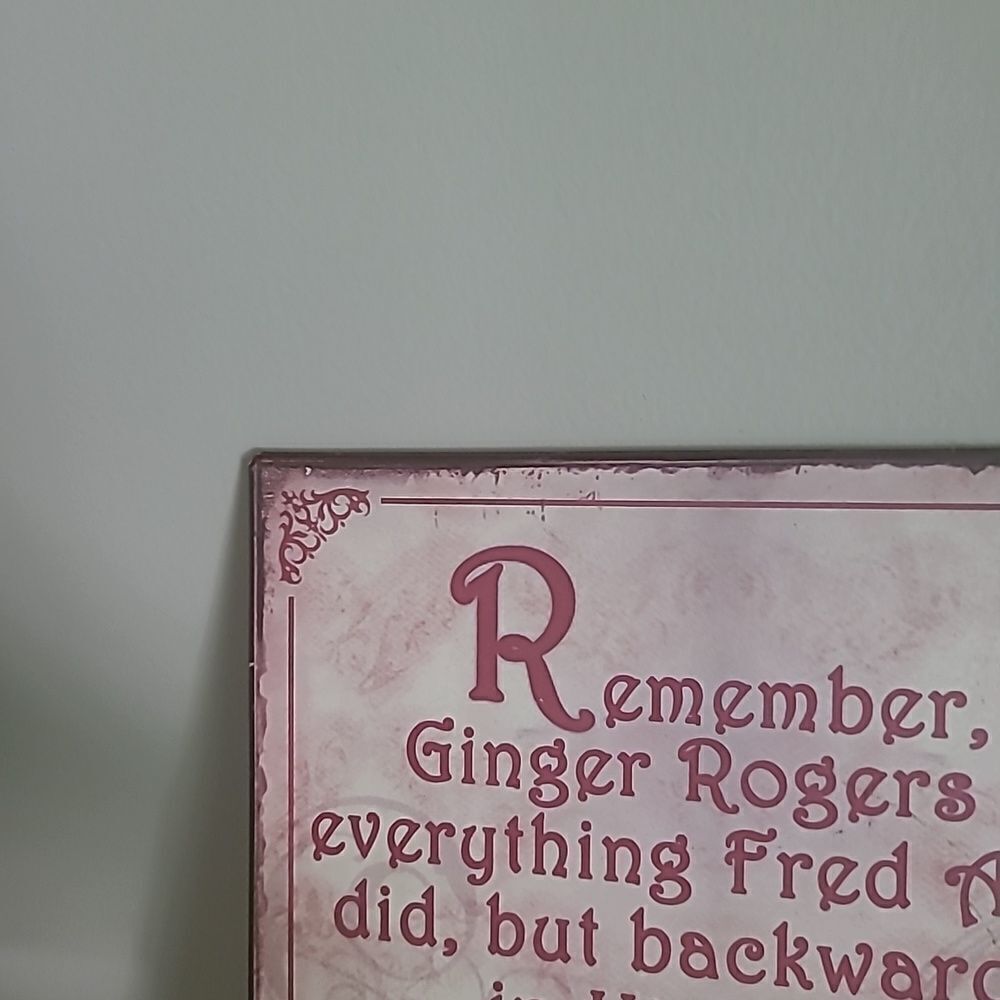 Remember,
Ginger Rogers
everything Fred
did, but